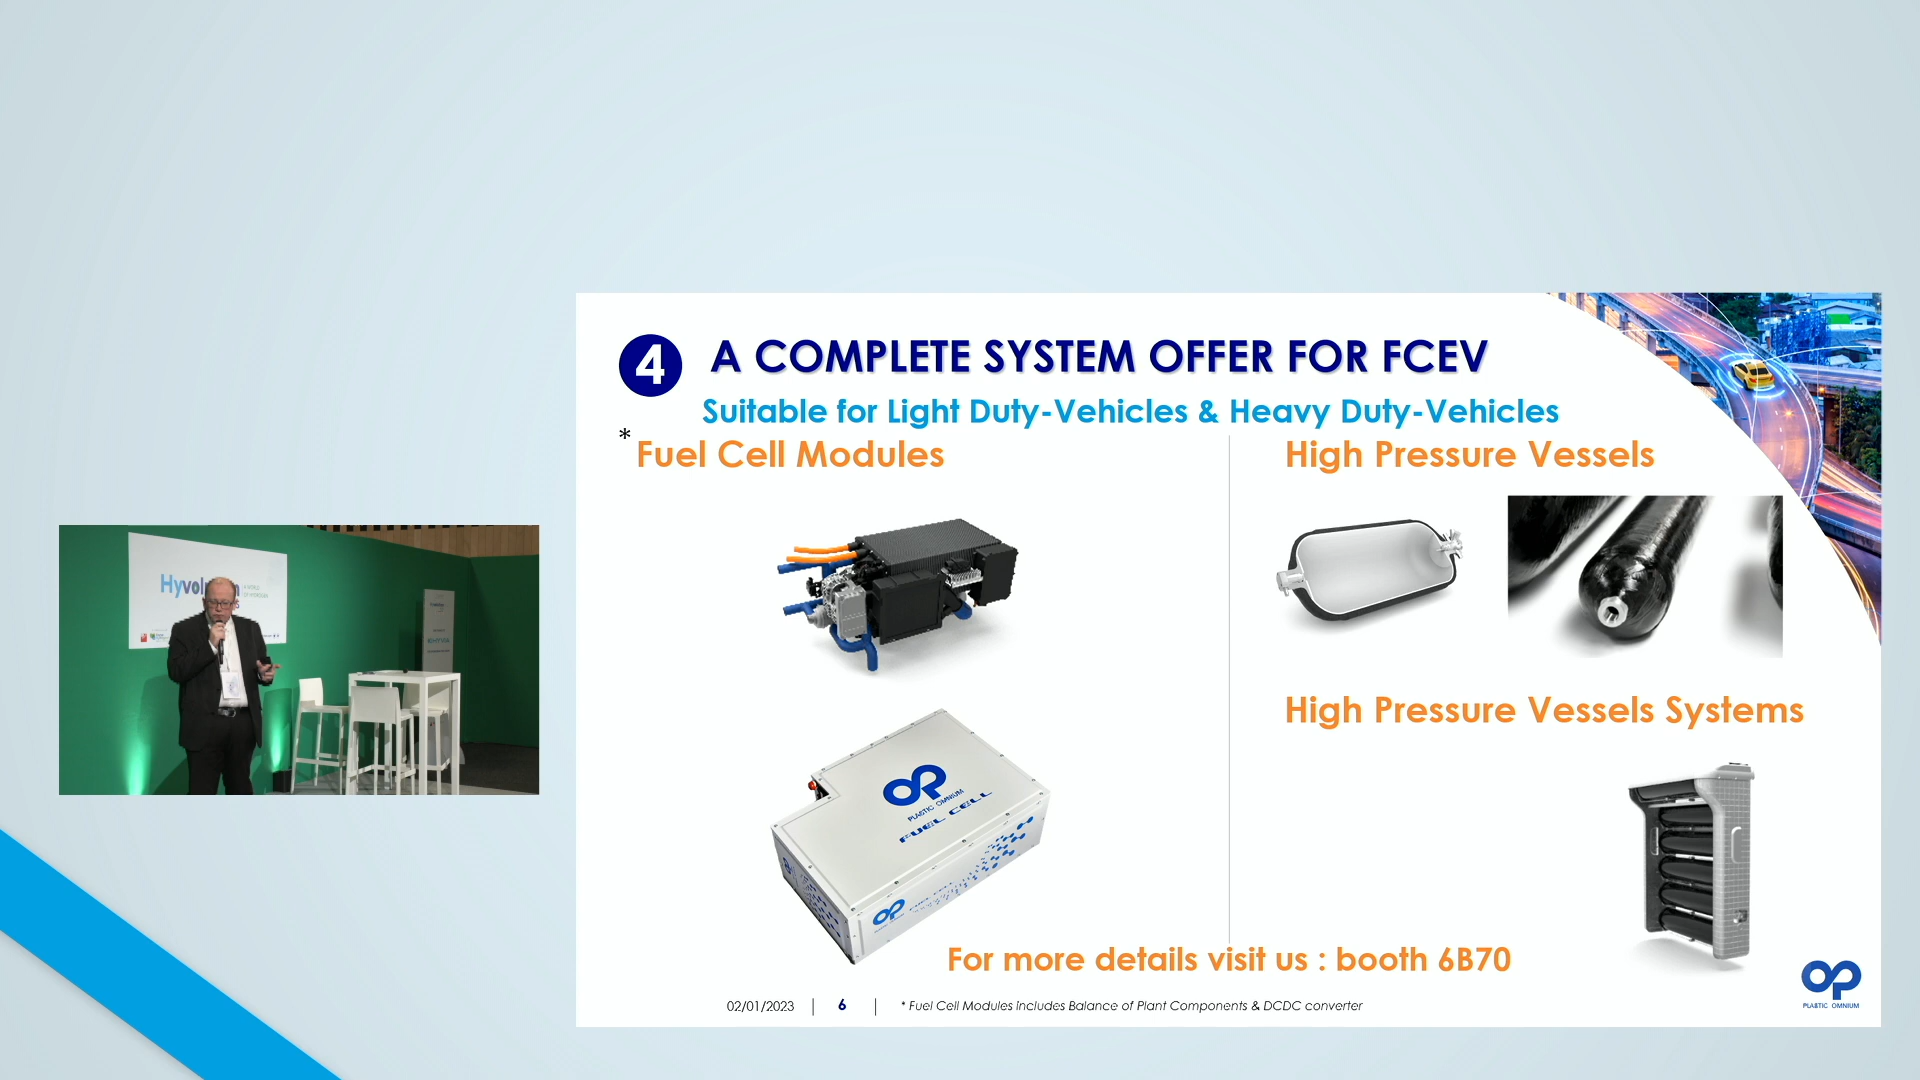 4 A COMPLETE SYSTEM OFFER FOR FCEV
Suitable for Light Duty-Vehicles & Heavy Duty-Vehicles
* Fuel Cell Modules
High Pressure Vessels
PLASTIC OMNIUM
FUEL CELL
High Pressure Vessels Systems
For more details visit us : booth 6B70
02/01/2023 | 6 | * Fuel Cell Modules includes Balance of Plant Components & DCDC converter
PLASTIC OMNIUM